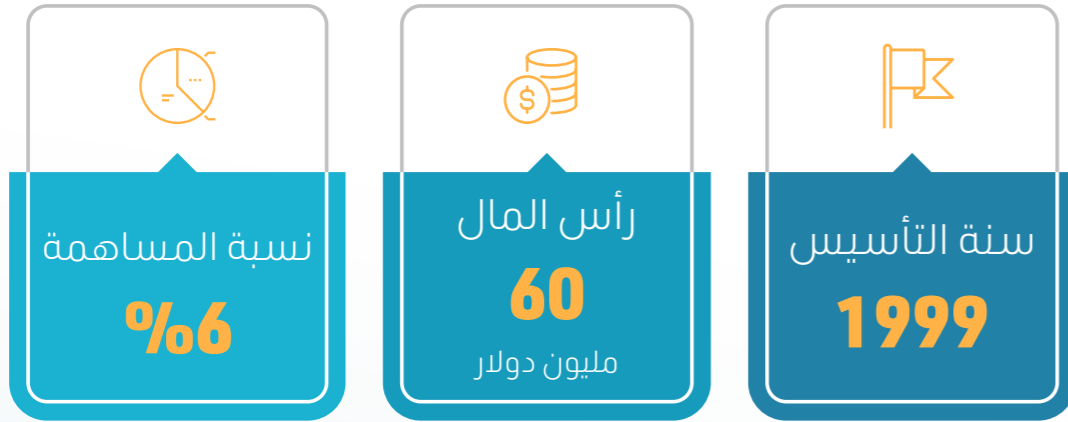 سنة التأسيس
1999
رأس المال
60
مليون دولار
نسبة المساهمة
%6